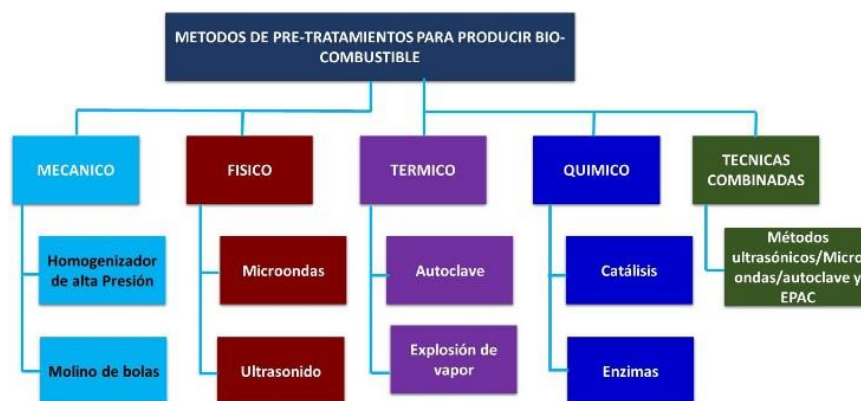 METODOS DE PRE-TRATAMIENTOS PARA PRODUCIR BIO-
COMBUSTIBLE
MECANICO
FISICO
TERMICO
QUIMICO
TECNICAS
COMBINADAS
Homogenizador
de alta Presión
Microondas
Autoclave
Catálisis
Métodos
ultrasónicos/Micro
ondas/autoclave y
EPAC
Molino de bolas
Ultrasonido
Explosión de
vapor
Enzimas